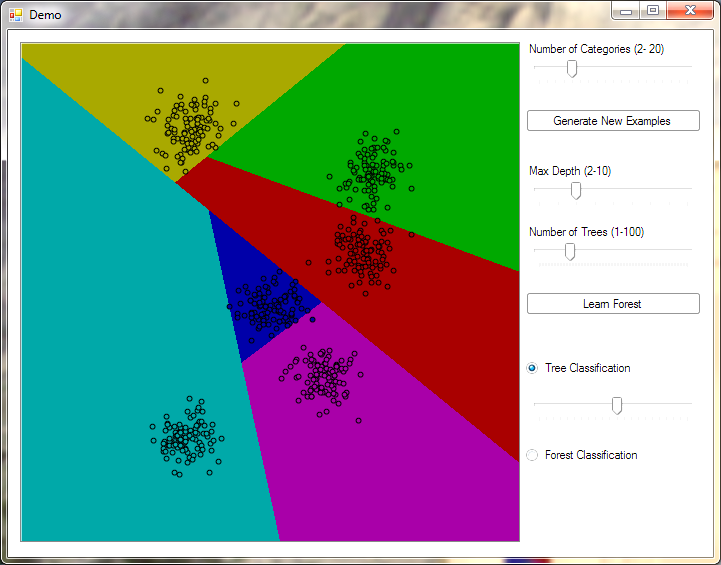 Demo
Number of Categories (2- 20)
Generate New Examples
Max Depth (2-10)
Number of Trees (1-100)
Learn Forest
Tree Classification
Forest Classification